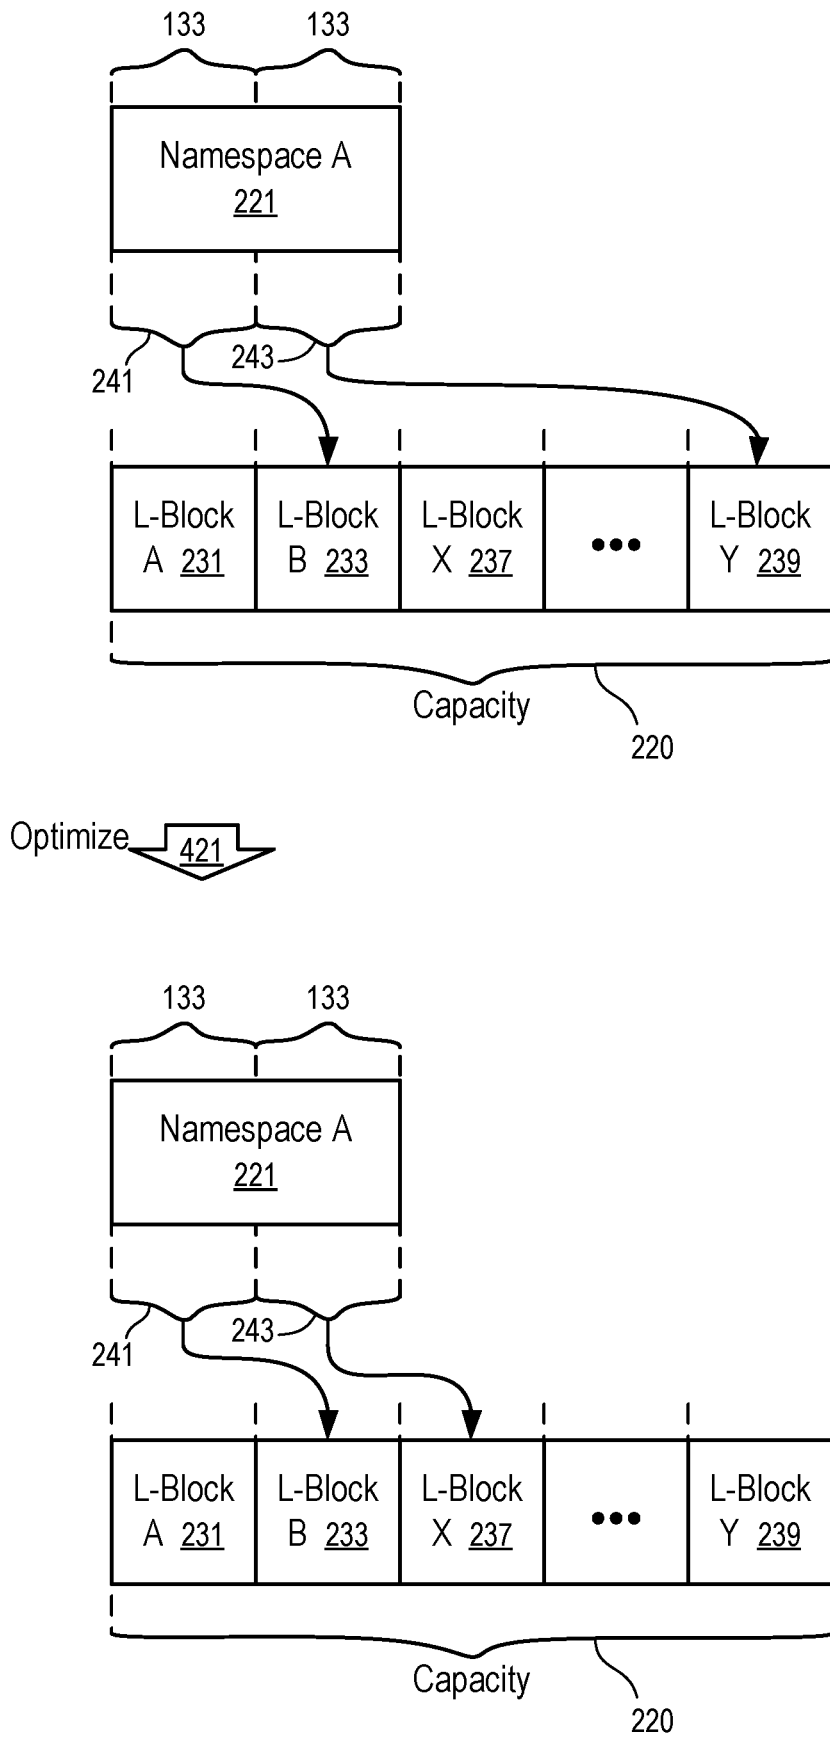 133 133
Namespace A
221
241 243
L-Block L-Block L-Block L-Block
A 231 B 233 X 237 ●●● Y 239
Capacity
220
Optimize 421
133 133
Namespace A
221
241 243
L-Block L-Block L-Block L-Block
A 231 B 233 X 237 ●●● Y 239
Capacity
220